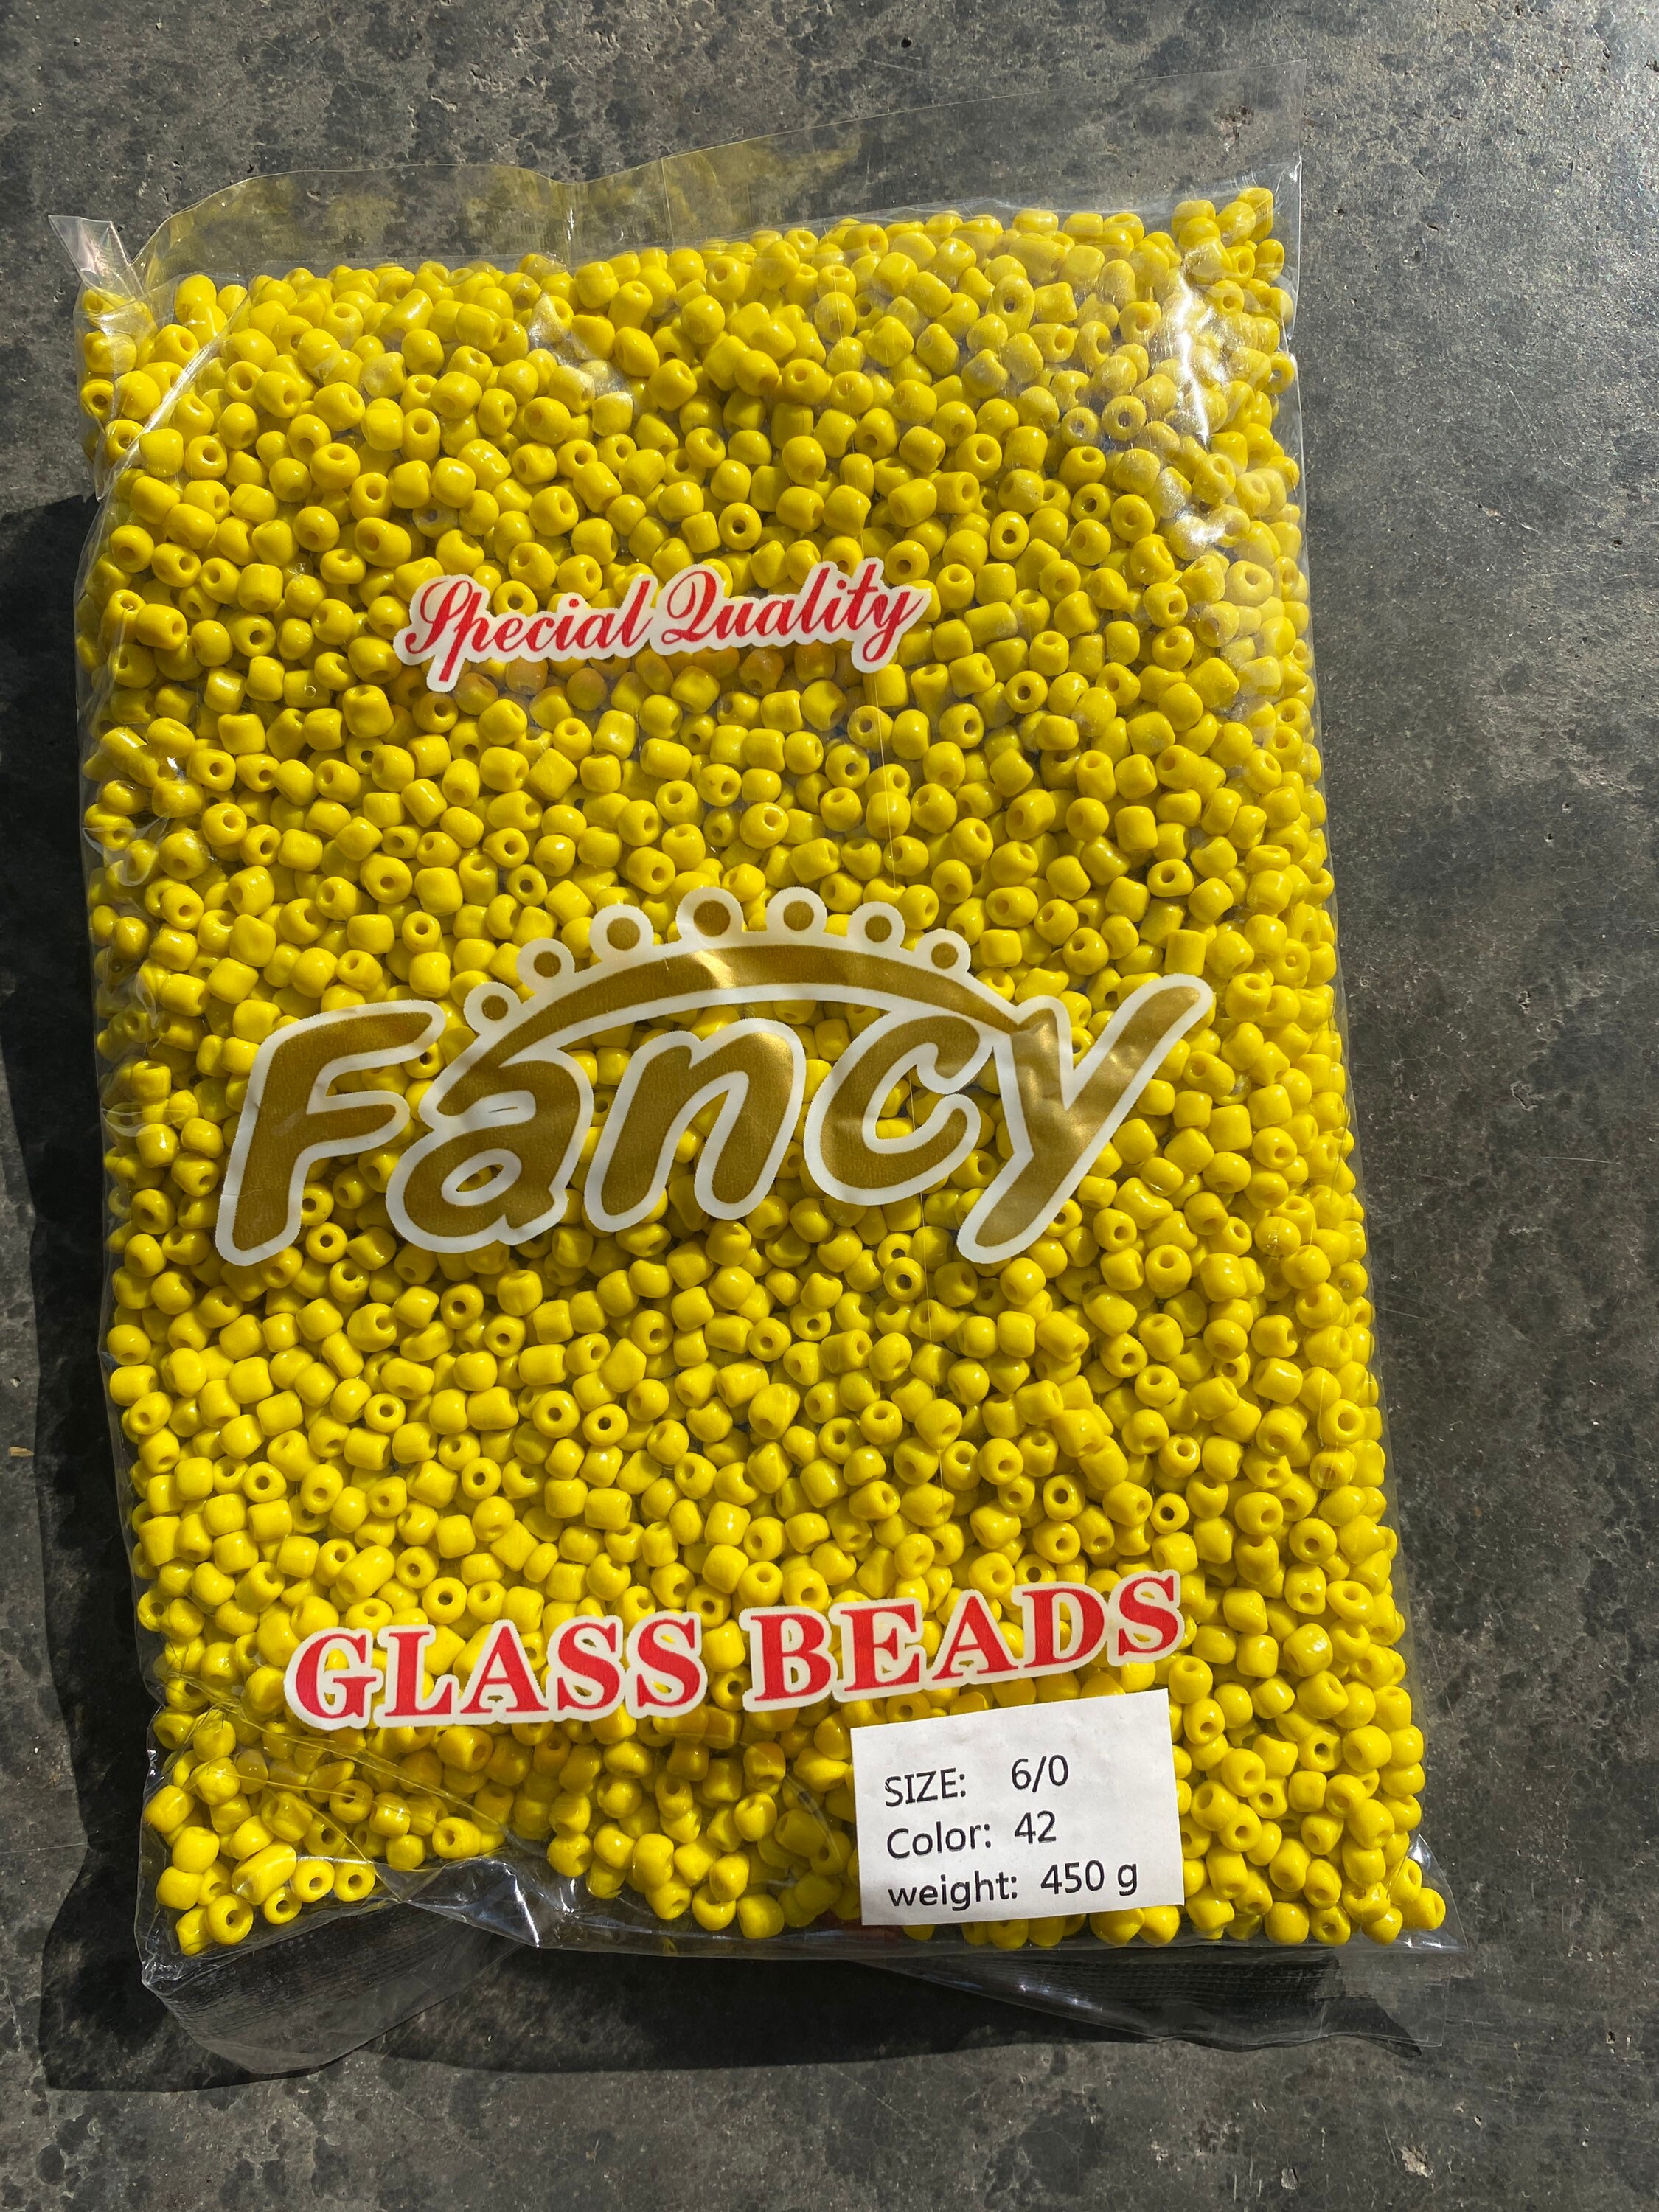 Special Quality
Fancy
GLASS BEADS
SIZE: 6/0
Color: 42
weight: 450 g